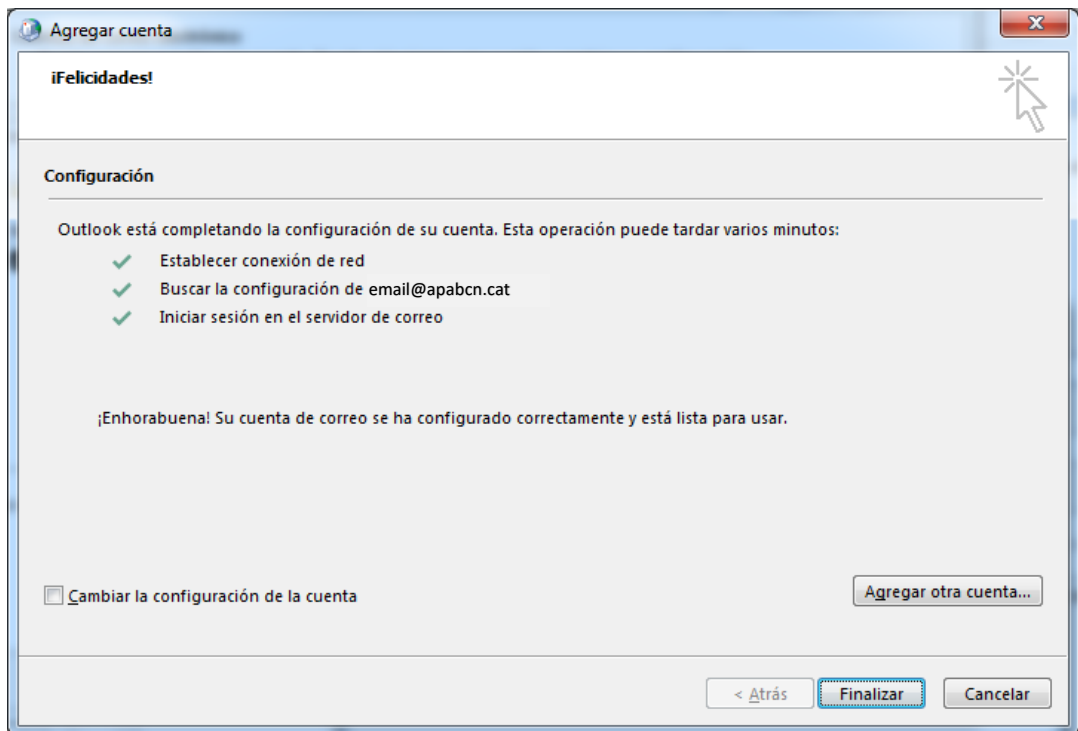 Agregar cuenta
¡Felicidades!
Configuración
Outlook está completando la configuración de su cuenta. Esta operación puede tardar varios minutos:
Establecer conexión de red
Buscar la configuración de email@apabcn.cat
Iniciar sesión en el servidor de correo
¡Enhorabuena! Su cuenta de correo se ha configurado correctamente y está lista para usar.
Cambiar la configuración de la cuenta
Agregar otra cuenta...
< Atrás Finalizar Cancelar